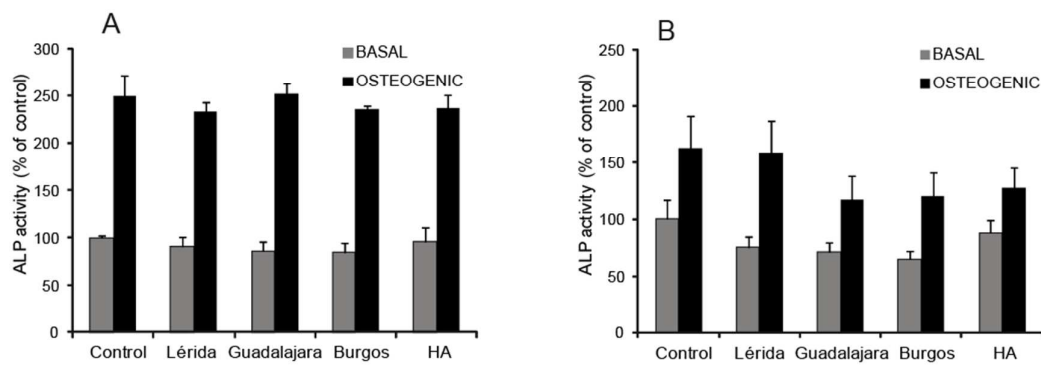 A
ALP activity (% of control)
300
250
200
150
100
50
0
BASAL
OSTEOGENIC
Control
Lérida
Guadalajara
Burgos
HA
B
ALP activity (% of control)
250
200
150
100
50
0
BASAL
OSTEOGENIC
Control
Lérida
Guadalajara
Burgos
HA